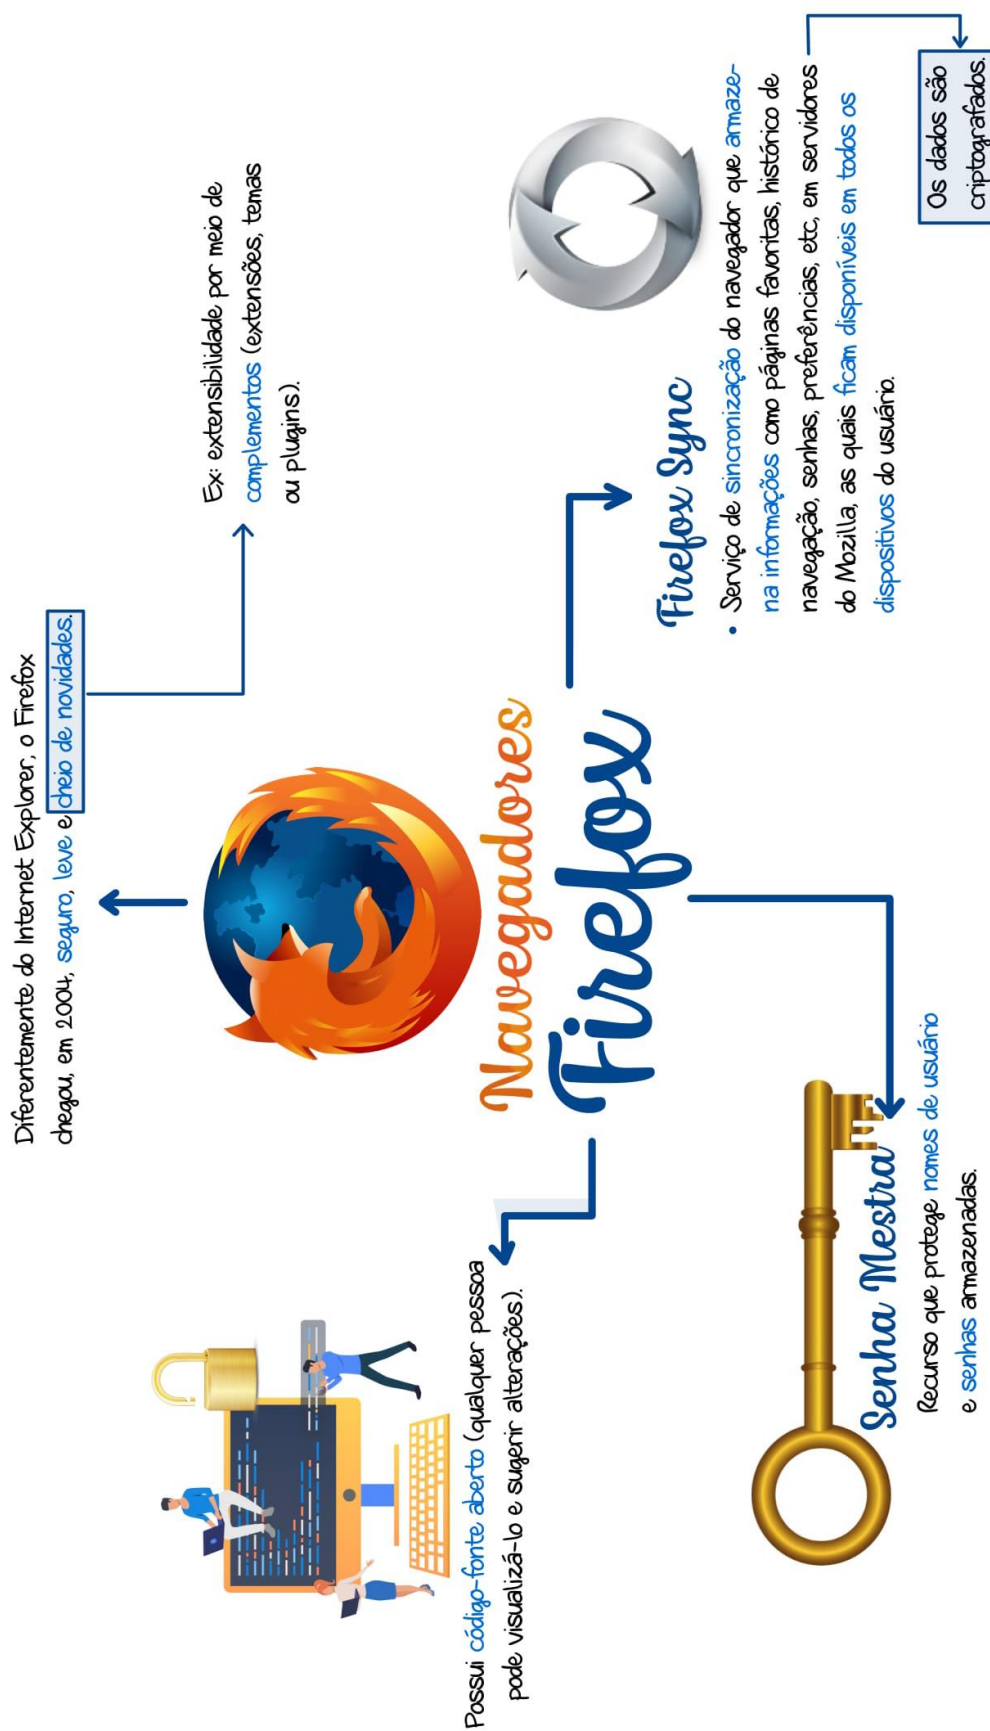 Diferentemente do Internet Explorer, o Firefox
chegou, em 2004, seguro, leve e cheio de novidades.
Ex: extensibilidade por meio de
complementos (extensões, temas
ou plugins).
Navegadores
Firefox
Possui código-fonte aberto (qualquer pessoa
pode visualizá-lo e sugerir alterações).
Firefox Sync
• Serviço de sincronização do navegador que armaze-
na informações como páginas favoritas, histórico de
navegação, senhas, preferências, etc, em servidores
do Mozilla, as quais ficam disponíveis em todos os
dispositivos do usuário.
Os dados são
criptografados.
Senha Mestra
Recurso que protege nomes de usuário
e senhas armazenadas.